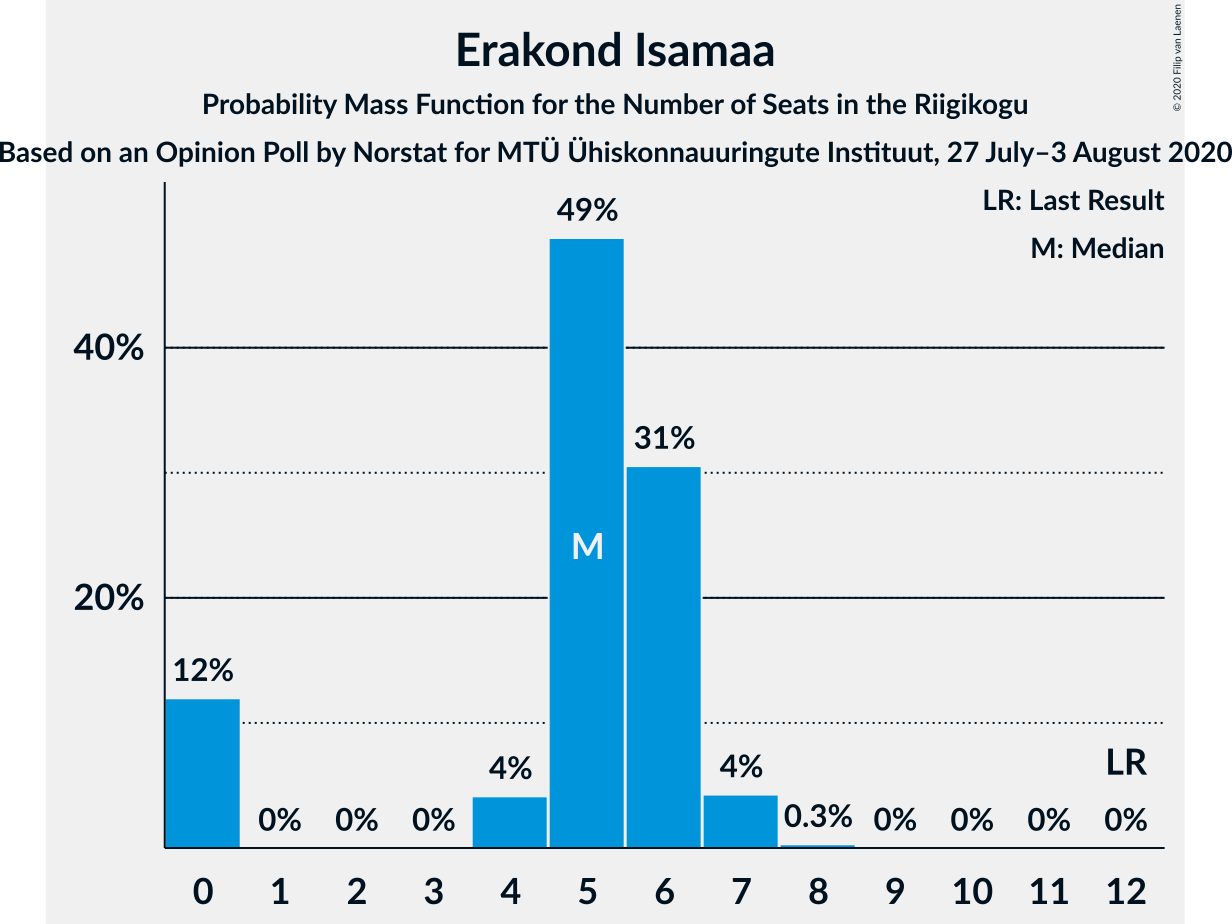 Erakond Isamaa
Probability Mass Function for the Number of Seats in the Riigikogu
Based on an Opinion Poll by Norstat for MTÜ Ühiskonnauuringute Instituut, 27 July–3 August 2020
© 2020 Filip van Laenen
LR: Last Result
M: Median
49%
40%
31%
M
20%
12%
LR
4%
4%
0% 0% 0% 0.3% 0% 0% 0% 0%
0 1 2 3 4 5 6 7 8 9 10 11 12